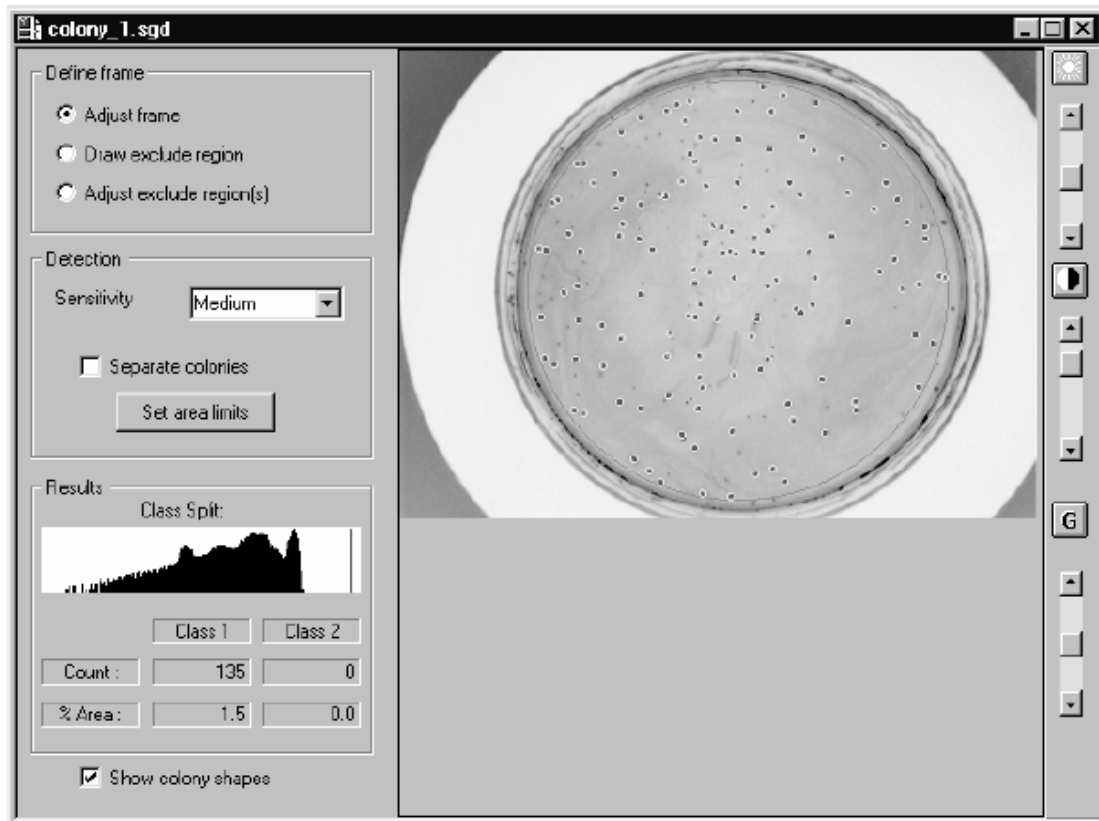 colony_1.sgd
Define frame
Adjust frame
Draw exclude region
Adjust exclude region(s)
Detection
Sensitivity Medium
Separate colonies
Set area limits
Results
Class Split:
Class 1 Class 2
Count : 135 0
% Area : 1.5 0.0
Show colony shapes
G